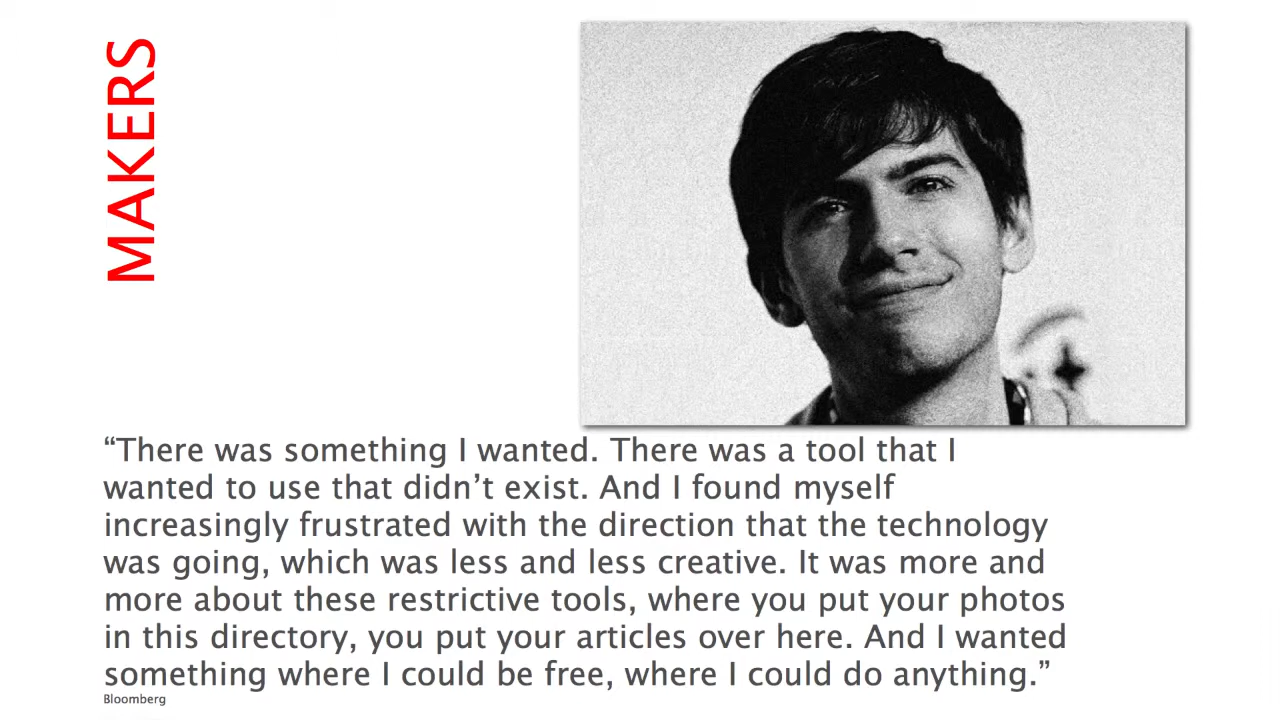 MAKERS
“There was something I wanted. There was a tool that I
wanted to use that didn’t exist. And I found myself
increasingly frustrated with the direction that the technology
was going, which was less and less creative. It was more and
more about these restrictive tools, where you put your photos
in this directory, you put your articles over here. And I wanted
something where I could be free, where I could do anything.”
Bloomberg